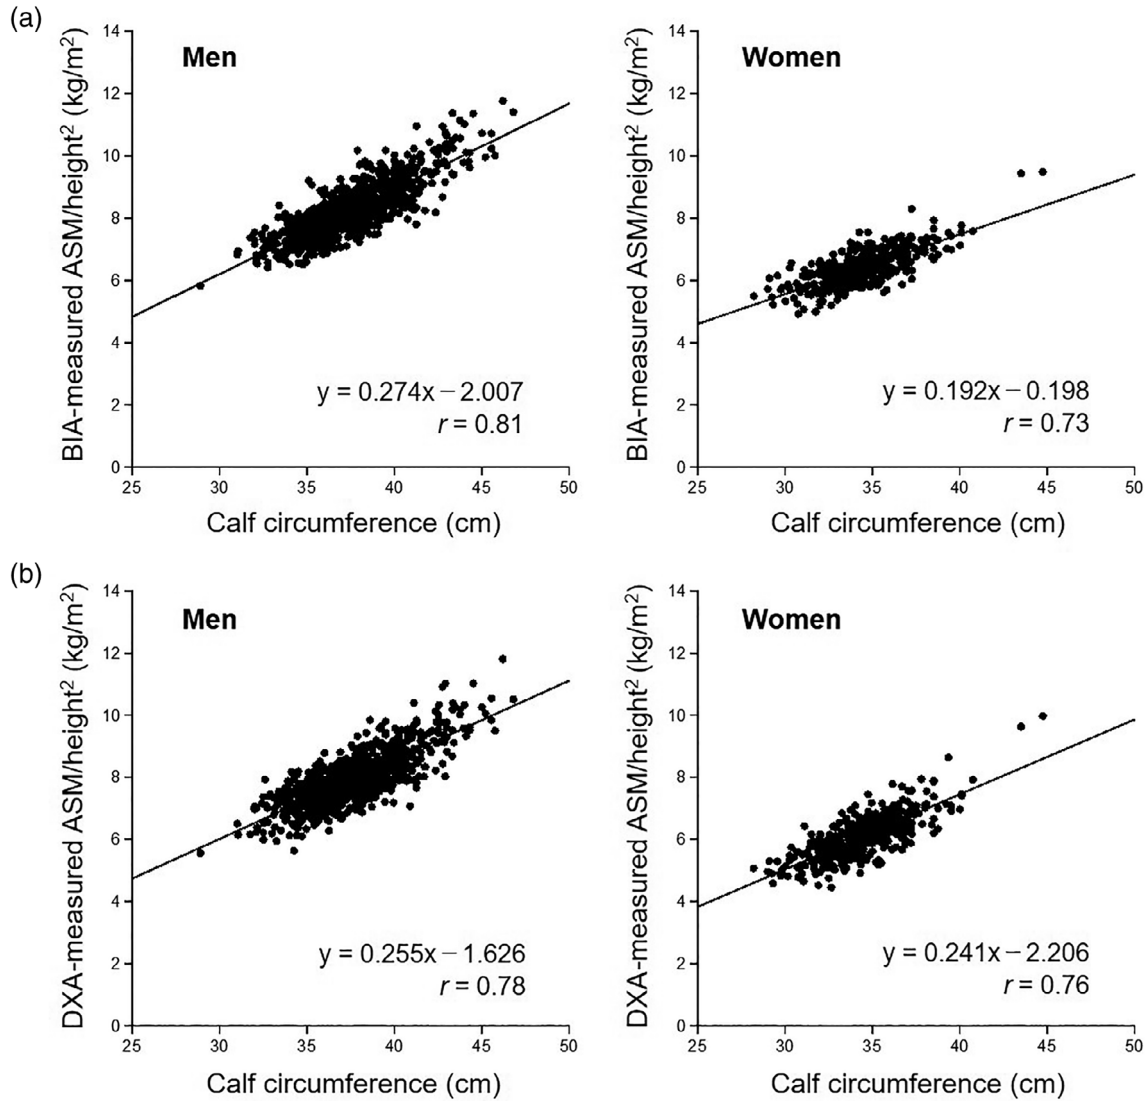 (a)
Men
BIA-measured ASM/height² (kg/m²)
14
12
10
8
6
4
2
0
y = 0.274x − 2.007
r = 0.81
25 30 35 40 45 50
Calf circumference (cm)
Women
BIA-measured ASM/height² (kg/m²)
14
12
10
8
6
4
2
0
y = 0.192x − 0.198
r = 0.73
25 30 35 40 45 50
Calf circumference (cm)
(b)
Men
DXA-measured ASM/height² (kg/m²)
14
12
10
8
6
4
2
0
y = 0.255x − 1.626
r = 0.78
25 30 35 40 45 50
Calf circumference (cm)
Women
DXA-measured ASM/height² (kg/m²)
14
12
10
8
6
4
2
0
y = 0.241x − 2.206
r = 0.76
25 30 35 40 45 50
Calf circumference (cm)